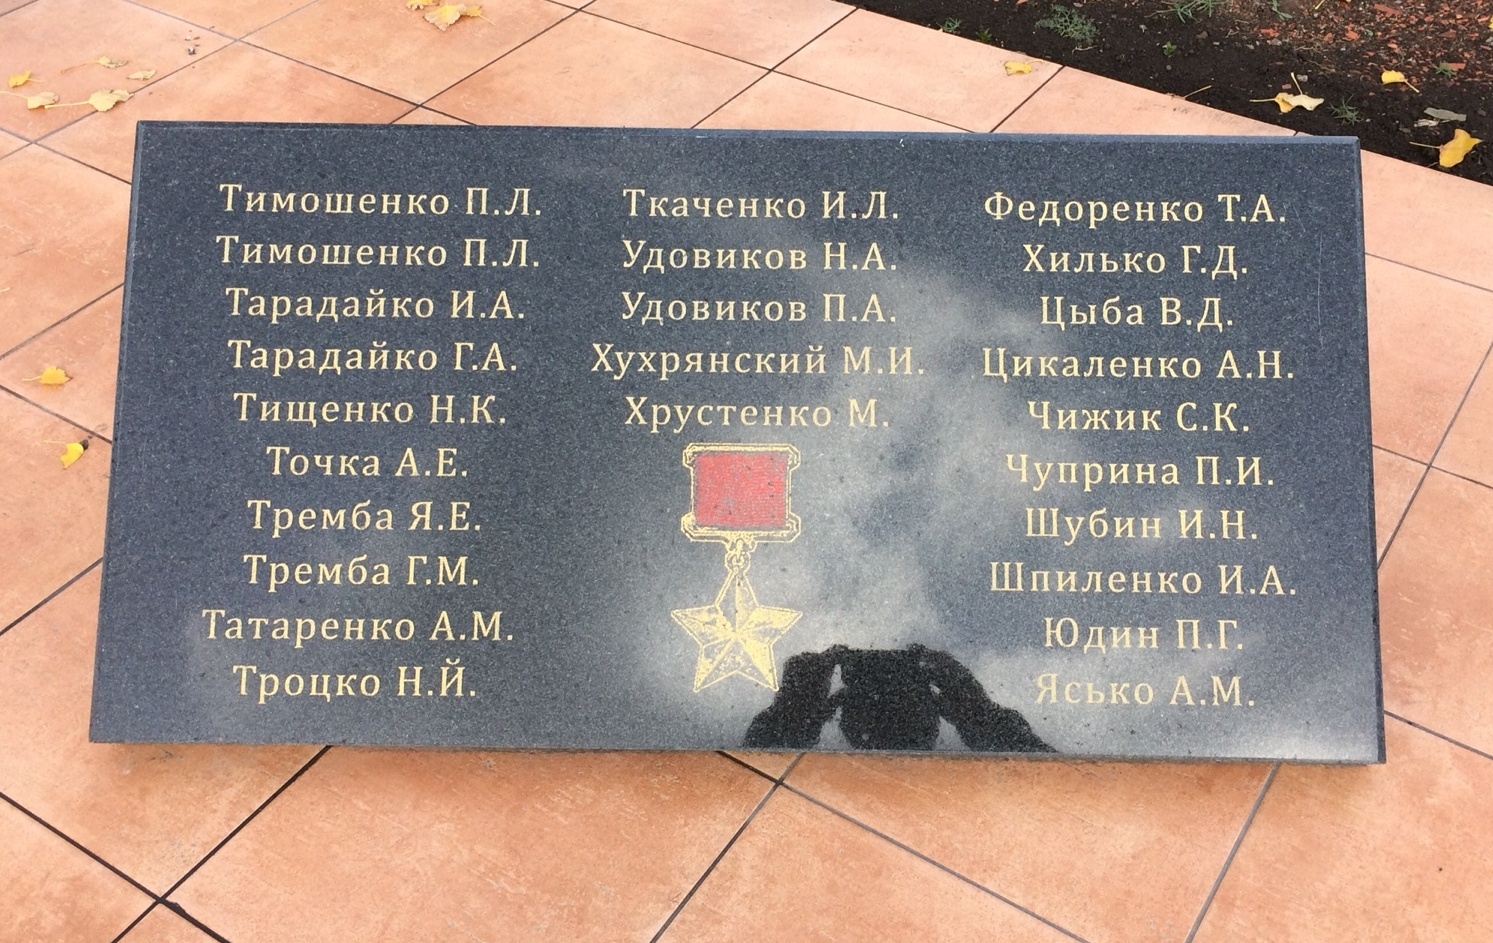 Тимошенко П.Л.
Тимошенко П.Л.
Тарадайко И.А.
Тарадайко Г.А.
Тищенко Н.К.
Точка А.Е.
Тремба Я.Е.
Тремба Г.М.
Татаренко А.М.
Троцко Н.Й.
Ткаченко И.Л.
Удовиков Н.А.
Удовиков П.А.
Хухрянский М.И.
Хрустенко М.
Федоренко Т.А.
Хилько Г.Д.
Цыба В.Д.
Цикаленко А.Н.
Чижик С.К.
Чуприна П.И.
Шубин И.Н.
Шпиленко И.А.
Юдин П.Г.
Ясько А.М.